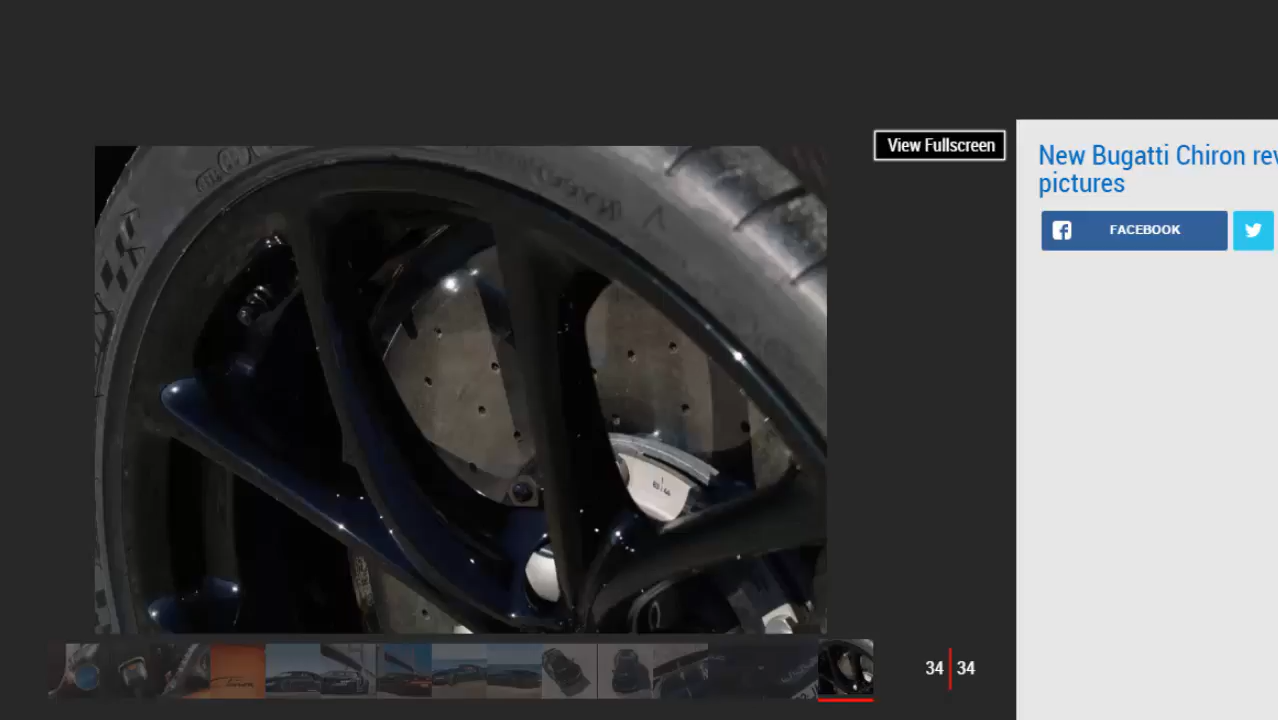 View Fullscreen
New Bugatti Chiron rev
pictures
FACEBOOK
34 34